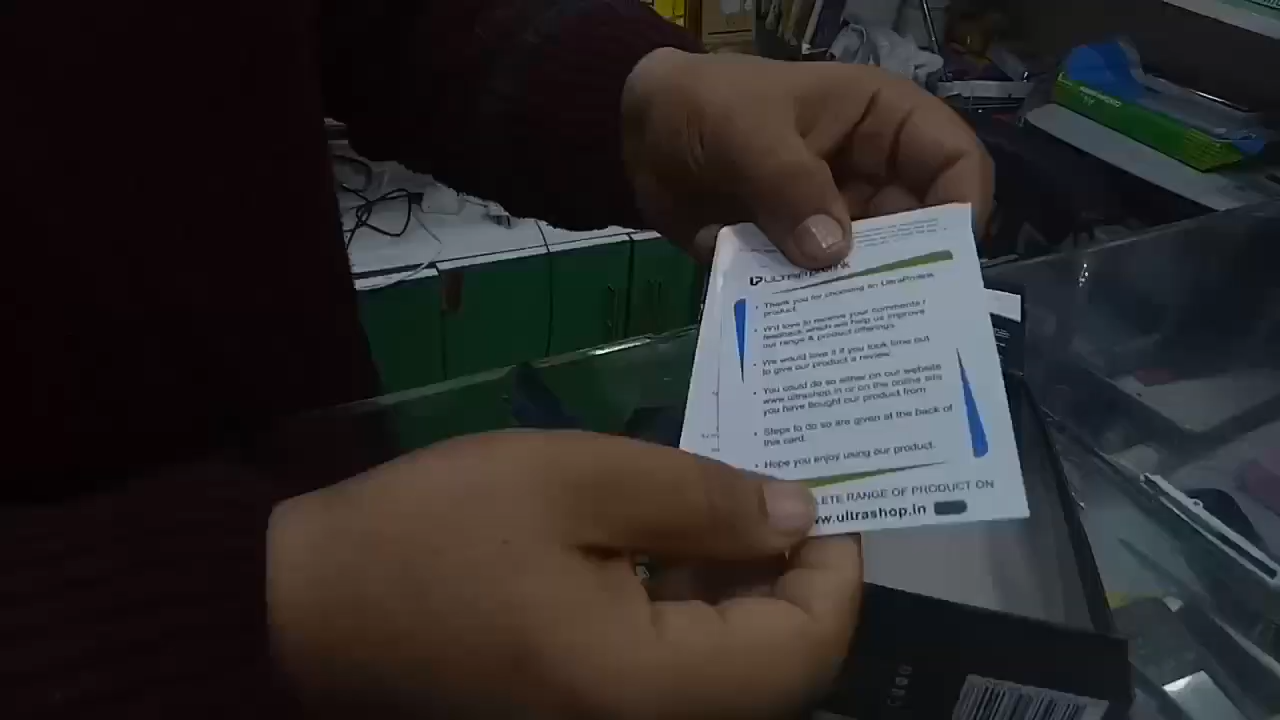 ULTRAPROLINK
• Thank you for choosing an UltraProlink
product.
• We'd love to receive your comments /
feedback which will help us improve
our range & product offerings.
• We would love it if you took time out
to give our product a review.
• You could do so either on our website
www.ultrashop.in or on the online site
you have bought our product from
• Steps to do so are given at the back of
this card.
• Hope you enjoy using our product.
LETE RANGE OF PRODUCT ON
ww.ultrashop.in